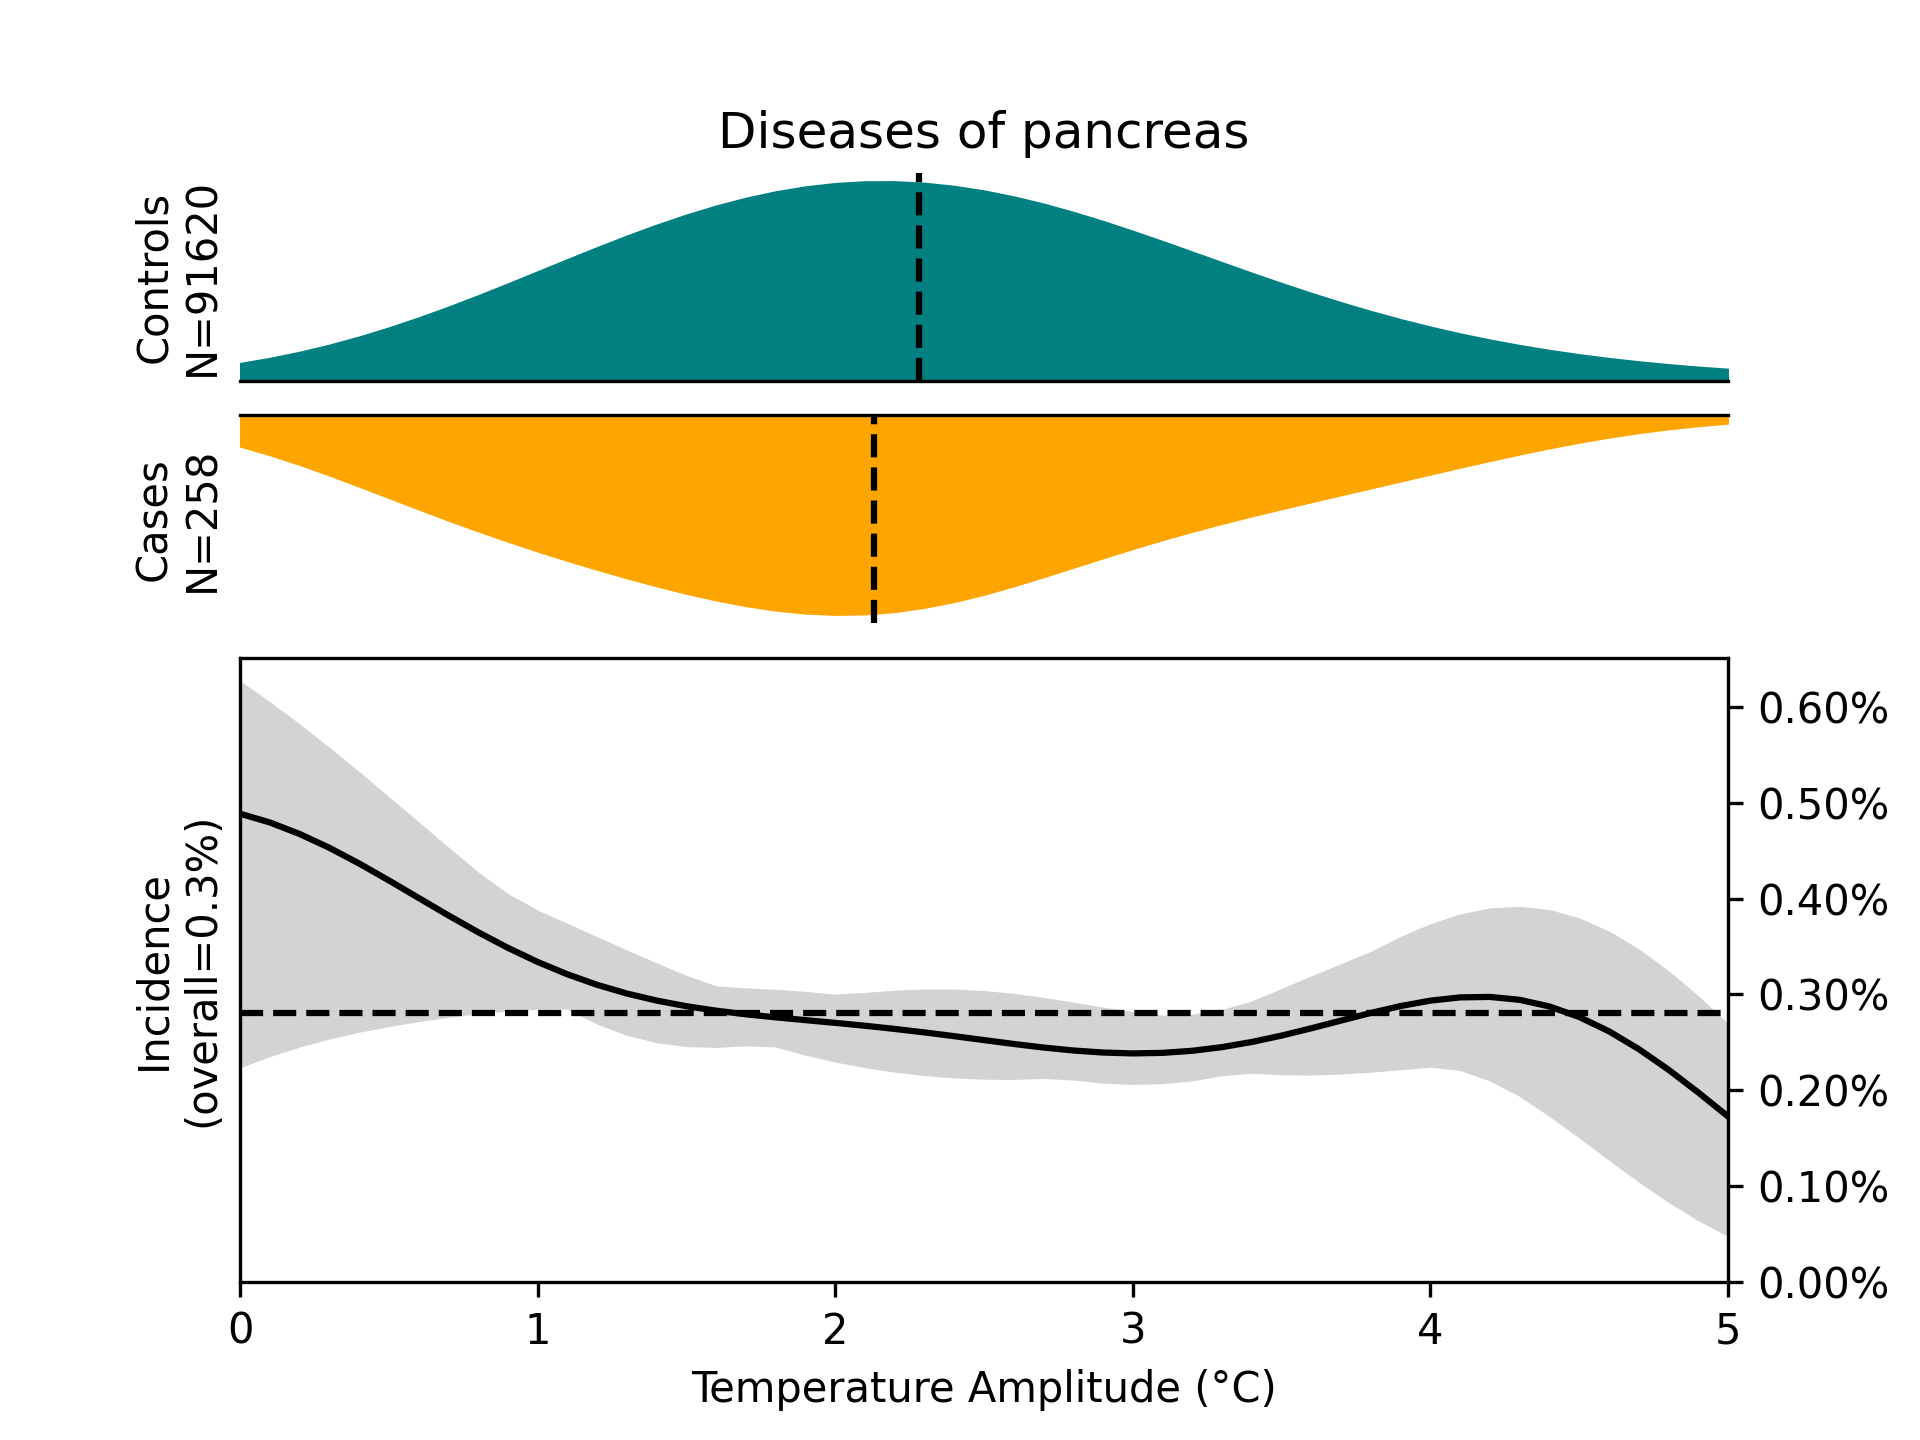 Diseases of pancreas
Controls
N=91620
Cases
N=258
Incidence
(overall=0.3%)
0.60%
0.50%
0.40%
0.30%
0.20%
0.10%
0.00%
0 1 2 3 4 5
Temperature Amplitude (°C)